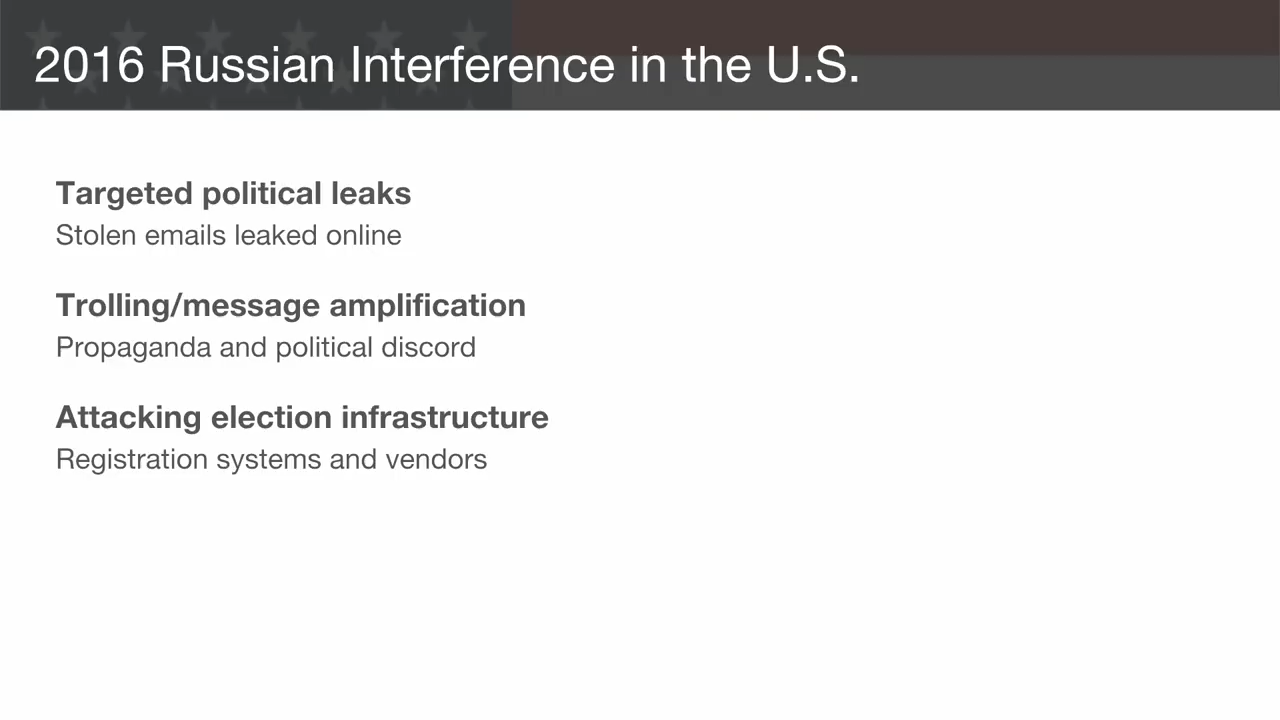 2016 Russian Interference in the U.S.
Targeted political leaks
Stolen emails leaked online
Trolling/message amplification
Propaganda and political discord
Attacking election infrastructure
Registration systems and vendors